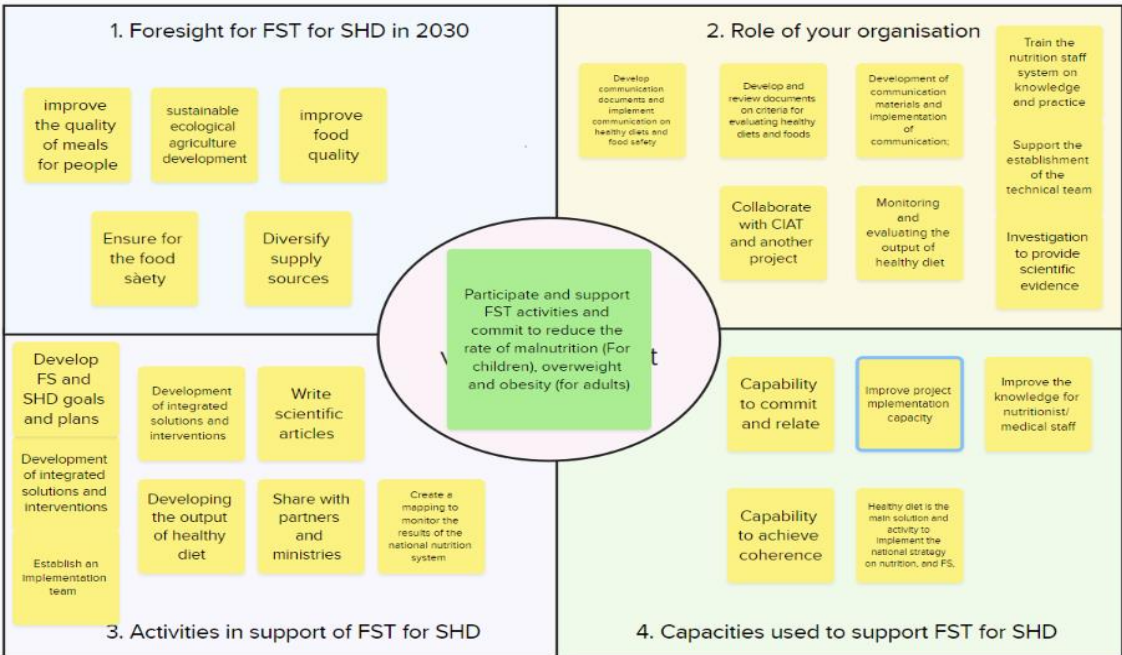 1. Foresight for FST for SHD in 2030
improve
the quality
of meals
for people
sustainable
ecological
agriculture
development
improve
food
quality
Ensure for
the food
sàety
Diversify
supply
sources
2. Role of your organisation
Develop
communication
documents and
implement
communication on
healthy diets and
food safety
Develop and
review documents
on criteria for
evaluating healthy
diets and foods
Development of
communication
materials and
implementation
of
communication;
Train the
nutrition staff
system on
knowledge
and practice
Support the
establishment
of the
technical team
Collaborate
with CIAT
and another
project
Monitoring
and
evaluating the
output of
healthy diet
Investigation
to provide
scientific
evidence
Participate and support
FST activities and
commit to reduce the
rate of malnutrition (For
children), overweight
and obesity (for adults)
Develop
FS and
SHD goals
and plans
Development
of integrated
solutions and
interventions
Write
scientific
articles
Development
of integrated
solutions and
interventions
Developing
the output
of healthy
diet
Share with
partners
and
ministries
Create a
mapping to
monitor the
results of the
national nutrition
system
Establish an
implementation
team
3. Activities in support of FST for SHD
Capability
to commit
and relate
Improve project
mplementation
capacity
Improve the
knowledge for
nutritionist/
medical staff
Capability
to achieve
coherence
Healthy diet is the
main solution and
activity to
implement the
national strategy
on nutrition, and FS,
4. Capacities used to support FST for SHD